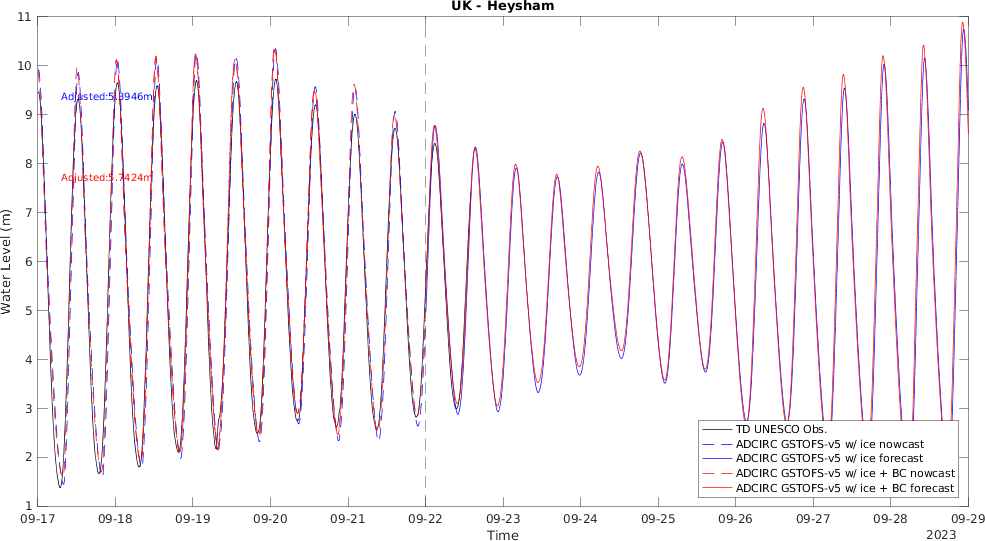 UK - Heysham
11
10
9
8
7
6
5
4
3
2
1
Water Level (m)
Adjusted:5.3946m
Adjusted:5.7424m
TD UNESCO Obs.
ADCIRC GSTOFS-v5 w/ ice nowcast
ADCIRC GSTOFS-v5 w/ ice forecast
ADCIRC GSTOFS-v5 w/ ice + BC nowcast
ADCIRC GSTOFS-v5 w/ ice + BC forecast
09-17 09-18 09-19 09-20 09-21 09-22 09-23 09-24 09-25 09-26 09-27 09-28 09-29
Time
2023